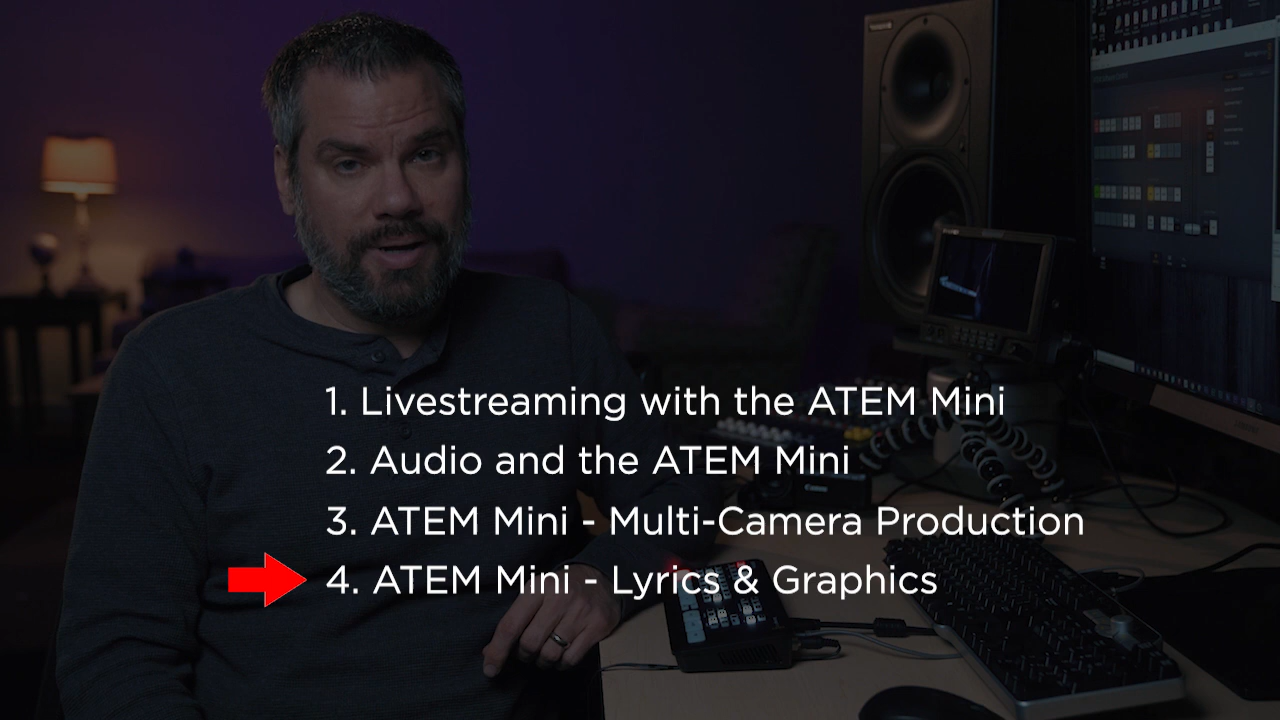 1. Livestreaming with the ATEM Mini
2. Audio and the ATEM Mini
3. ATEM Mini - Multi-Camera Production
4. ATEM Mini - Lyrics & Graphics
Canon